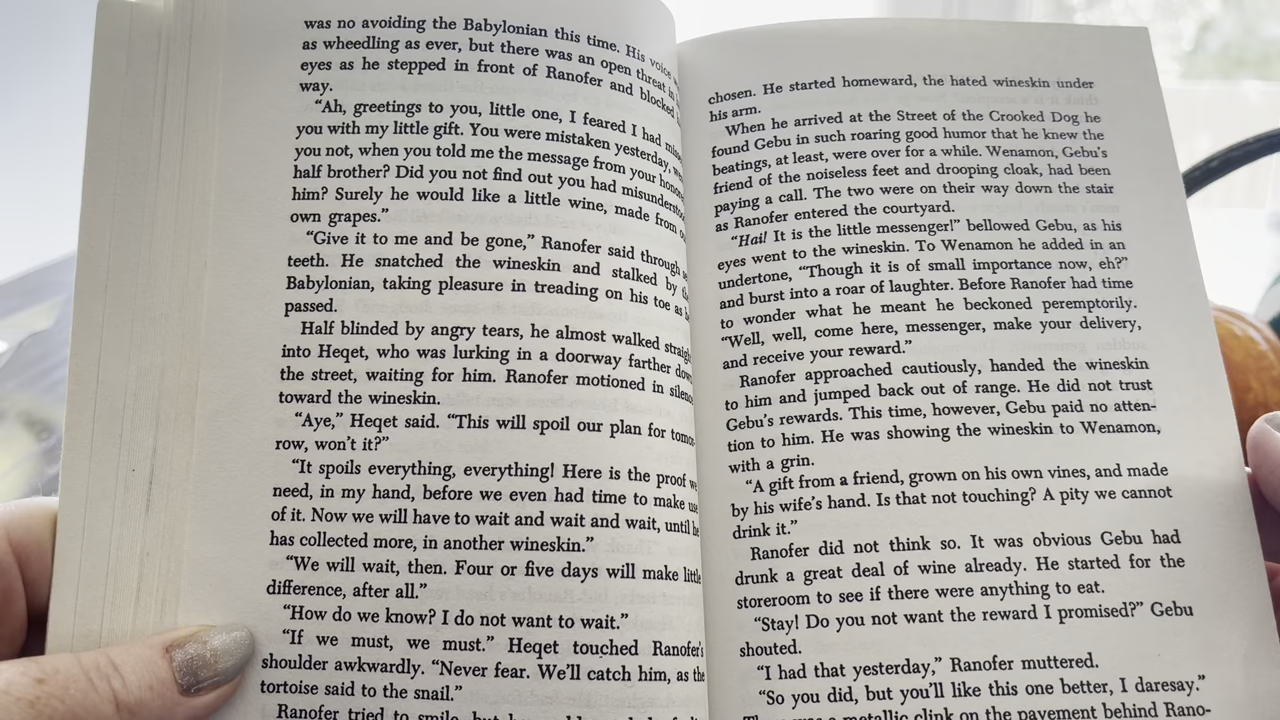 was no avoiding the Babylonian this time. His voice
as wheedling as ever, but there was an open threat in
eyes as he stepped in front of Ranofer and blocked
way.
“Ah, greetings to you, little one, I feared I had
you with my little gift. You were mistaken yesterday,
you not, when you told me the message from your
half brother? Did you not find out you had
him? Surely he would like a little wine, made from
own grapes.”
“Give it to me and be gone,” Ranofer said through
teeth. He snatched the wineskin and stalked by
Babylonian, taking pleasure in treading on his toe as
passed.
Half blinded by angry tears, he almost walked
into Heqet, who was lurking in a doorway farther
the street, waiting for him. Ranofer motioned in
toward the wineskin.
“Aye,” Heqet said. “This will spoil our plan for tomor-
row, won’t it?”
“It spoils everything, everything! Here is the proof we
need, in my hand, before we even had time to make use
of it. Now we will have to wait and wait and wait, until he
has collected more, in another wineskin.”
“We will wait, then. Four or five days will make little
difference, after all.”
“How do we know? I do not want to wait.”
“If we must, we must.” Heqet touched Ranofer’s
shoulder awkwardly. “Never fear. We’ll catch him, as the
tortoise said to the snail.”
Ranofer tried to smile, but
chosen. He started homeward, the hated wineskin under
his arm.
When he arrived at the Street of the Crooked Dog he
found Gebu in such roaring good humor that he knew the
beatings, at least, were over for a while. Wenamon, Gebu’s
friend of the noiseless feet and drooping cloak, had been
paying a call. The two were on their way down the stair
as Ranofer entered the courtyard.
“Hai! It is the little messenger!” bellowed Gebu, as his
eyes went to the wineskin. To Wenamon he added in an
undertone, “Though it is of small importance now, eh?”
and burst into a roar of laughter. Before Ranofer had time
to wonder what he meant he beckoned peremptorily.
“Well, well, come here, messenger, make your delivery,
and receive your reward.”
Ranofer approached cautiously, handed the wineskin
to him and jumped back out of range. He did not trust
Gebu’s rewards. This time, however, Gebu paid no atten-
tion to him. He was showing the wineskin to Wenamon,
with a grin.
“A gift from a friend, grown on his own vines, and made
by his wife’s hand. Is that not touching? A pity we cannot
drink it.”
Ranofer did not think so. It was obvious Gebu had
drunk a great deal of wine already. He started for the
storeroom to see if there were anything to eat.
“Stay! Do you not want the reward I promised?” Gebu
shouted.
“I had that yesterday,” Ranofer muttered.
“So you did, but you’ll like this one better, I daresay.”
a metallic clink on the pavement behind Rano-